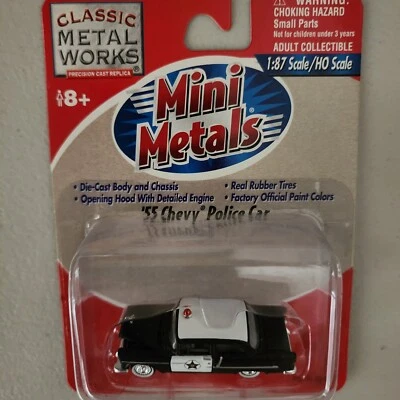 CLASSIC
METAL
WORKS®
PRECISION CAST REPLICA
AGE 8+
WARNING:
CHOKING HAZARD
Small Parts
Not for children under 3 years
ADULT COLLECTIBLE
1:87 Scale/HO Scale
Mini
Metals®
• Die-Cast Body and Chassis
• Opening Hood With Detailed Engine
• Real Rubber Tires
• Factory Official Paint Colors
'55 Chevy® Police Car